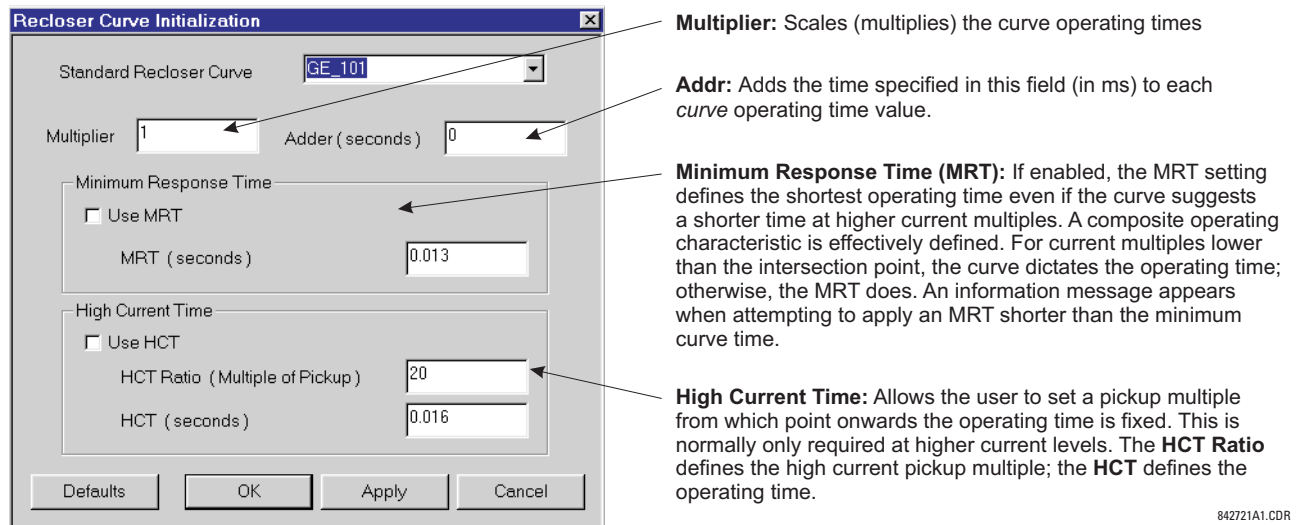 Recloser Curve Initialization
Standard Recloser Curve GE_101
Multiplier 1 Adder ( seconds ) 0
Minimum Response Time
Use MRT
MRT ( seconds ) 0.013
High Current Time
Use HCT
HCT Ratio ( Multiple of Pickup ) 20
HCT ( seconds ) 0.016
Defaults OK Apply Cancel
Multiplier: Scales (multiplies) the curve operating times
Addr: Adds the time specified in this field (in ms) to each
curve operating time value.
Minimum Response Time (MRT): If enabled, the MRT setting
defines the shortest operating time even if the curve suggests
a shorter time at higher current multiples. A composite operating
characteristic is effectively defined. For current multiples lower
than the intersection point, the curve dictates the operating time;
otherwise, the MRT does. An information message appears
when attempting to apply an MRT shorter than the minimum
curve time.
High Current Time: Allows the user to set a pickup multiple
from which point onwards the operating time is fixed. This is
normally only required at higher current levels. The HCT Ratio
defines the high current pickup multiple; the HCT defines the
operating time.
842721A1.CDR